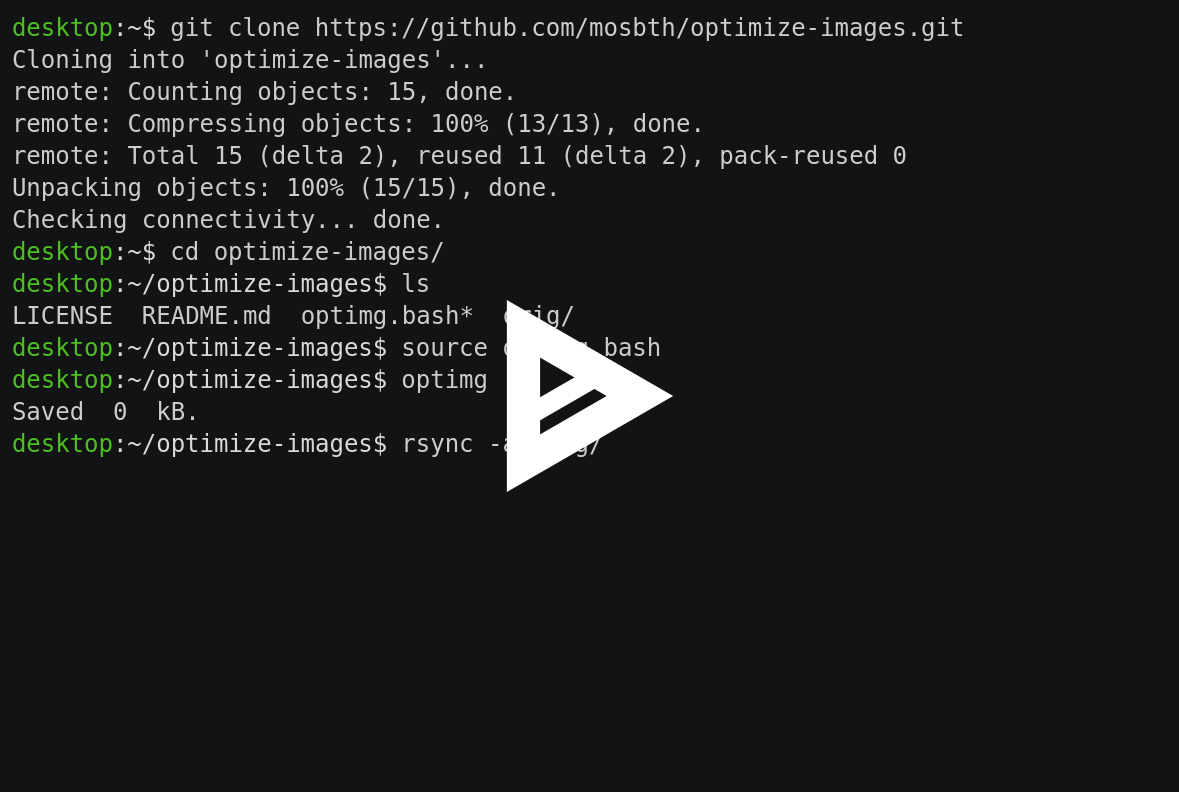 desktop:~$ git clone https://github.com/mosbth/optimize-images.git
Cloning into 'optimize-images'...
remote: Counting objects: 15, done.
remote: Compressing objects: 100% (13/13), done.
remote: Total 15 (delta 2), reused 11 (delta 2), pack-reused 0
Unpacking objects: 100% (15/15), done.
Checking connectivity... done.
desktop:~$ cd optimize-images/
desktop:~/optimize-images$ ls
LICENSE  README.md  optimg.bash*  orig/
desktop:~/optimize-images$ source bash
desktop:~/optimize-images$ optimg
Saved  0  kB.
desktop:~/optimize-images$ rsync